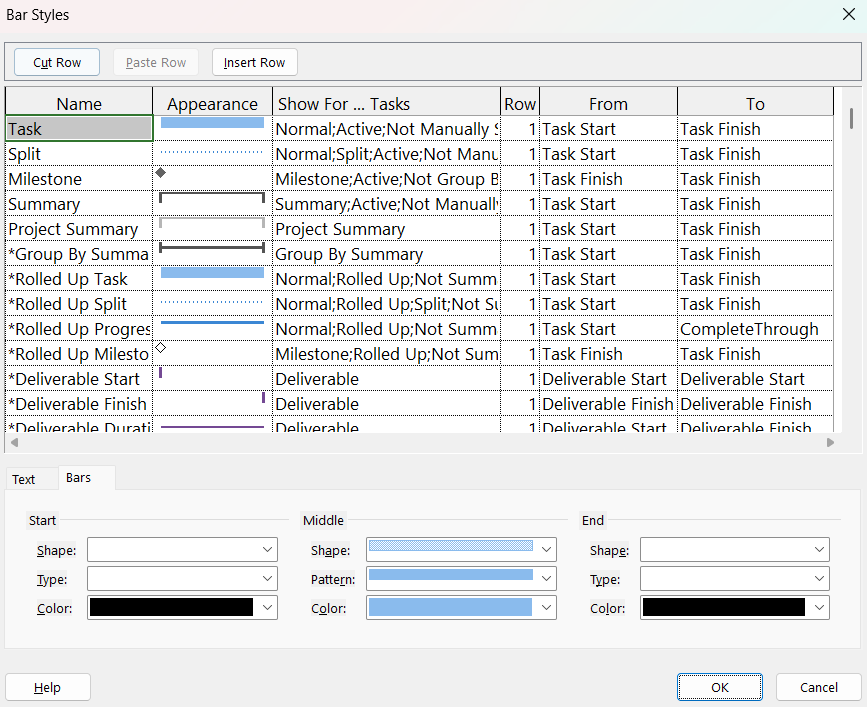 Bar Styles
Cut Row Paste Row Insert Row
Name Appearance Show For ... Tasks Row From To
Task Normal;Active;Not Manually S 1 Task Start Task Finish
Split Normal;Split;Active;Not Manu 1 Task Start Task Finish
Milestone Milestone;Active;Not Group B 1 Task Finish Task Finish
Summary Summary;Active;Not Manually 1 Task Start Task Finish
Project Summary Project Summary 1 Task Start Task Finish
*Group By Summa Group By Summary 1 Task Start Task Finish
*Rolled Up Task Normal;Rolled Up;Not Summ 1 Task Start Task Finish
*Rolled Up Split Normal;Rolled Up;Split;Not Su 1 Task Start Task Finish
*Rolled Up Progres Normal;Rolled Up;Not Summ 1 Task Start CompleteThrough
*Rolled Up Milesto Milestone;Rolled Up;Not Sum 1 Task Finish Task Finish
*Deliverable Start Deliverable 1 Deliverable Start Deliverable Start
*Deliverable Finish Deliverable 1 Deliverable Finish Deliverable Finish
*Deliverable Durati Deliverable 1 Deliverable Start Deliverable Finish
Text Bars
Start Middle End
Shape: Shape: Shape:
Type: Pattern: Type:
Color: Color: Color:
Help OK Cancel